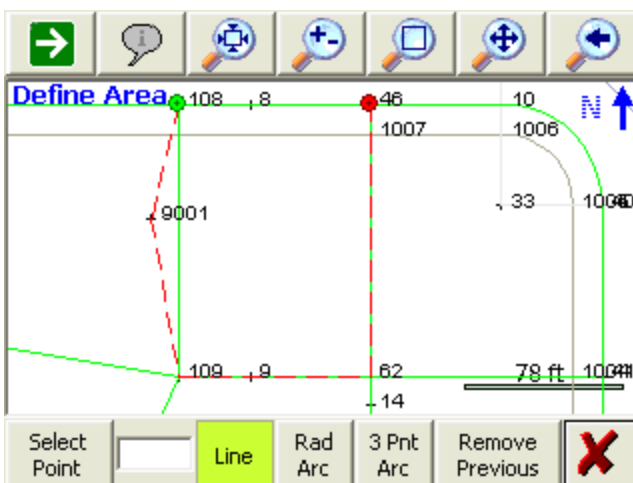 Define Area
108 8 46 10 N
1007 1006
9001 33
109 9 62 78 ft
14
Select Point Line Rad Arc 3 Pnt Arc Remove Previous